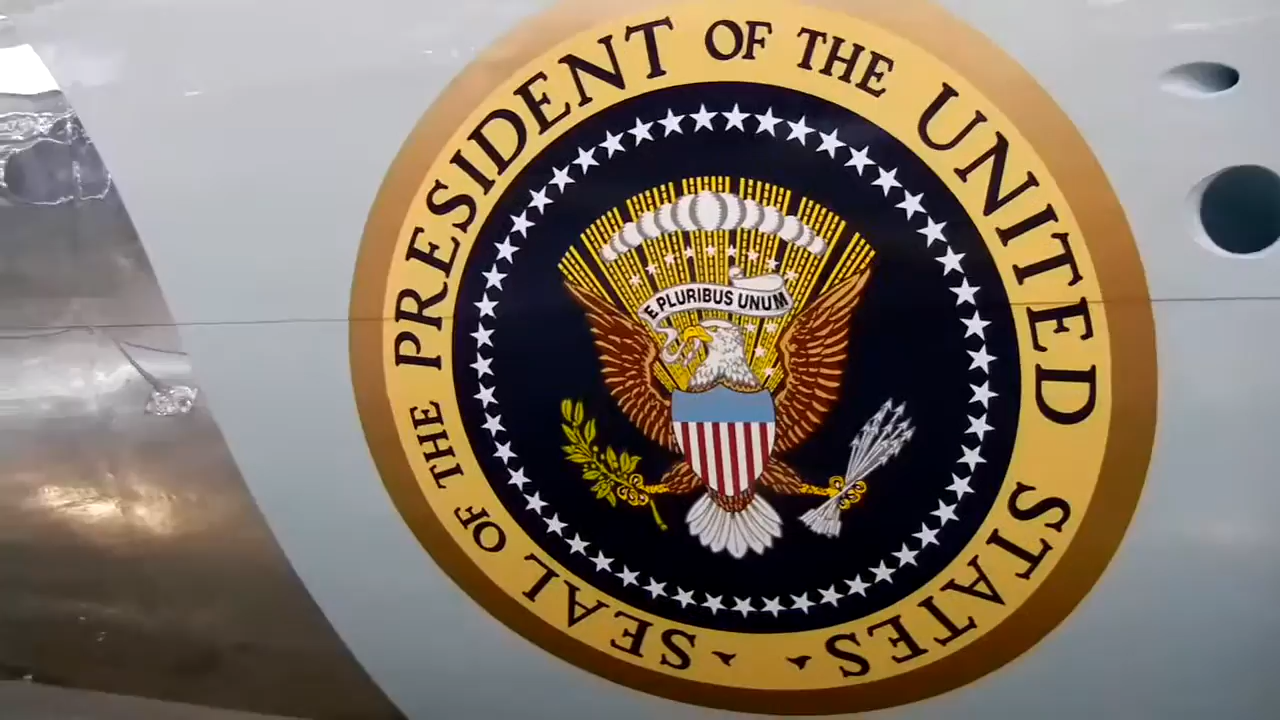 SEAL OF THE PRESIDENT OF THE UNITED STATES
E PLURIBUS UNUM